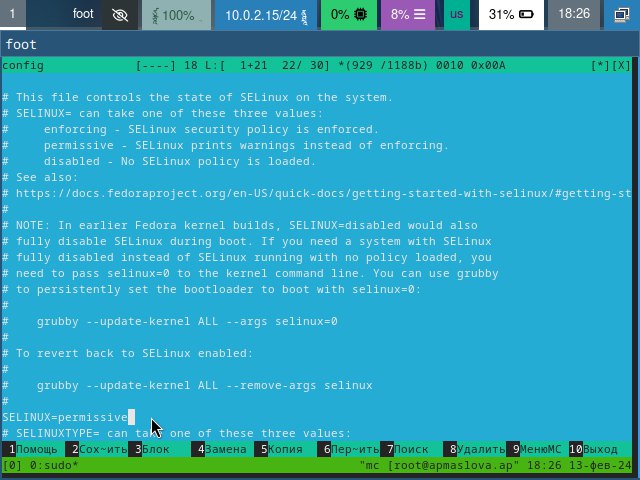 1 foot 100% 10.0.2.15/24 0% 8% us 31% 18:26
foot
config [----] 18 L:[ 1+21 22/ 30] *(929 /1188b) 0010 0x00A [*][X]
# This file controls the state of SELinux on the system.
# SELINUX= can take one of these three values:
#     enforcing - SELinux security policy is enforced.
#     permissive - SELinux prints warnings instead of enforcing.
#     disabled - No SELinux policy is loaded.
# See also:
# https://docs.fedoraproject.org/en-US/quick-docs/getting-started-with-selinux/#getting-st
#
# NOTE: In earlier Fedora kernel builds, SELINUX=disabled would also
# fully disable SELinux during boot. If you need a system with SELinux
# fully disabled instead of SELinux running with no policy loaded, you
# need to pass selinux=0 to the kernel command line. You can use grubby
# to persistently set the bootloader to boot with selinux=0:
#
#    grubby --update-kernel ALL --args selinux=0
#
# To revert back to SELinux enabled:
#
#    grubby --update-kernel ALL --remove-args selinux
#
SELINUX=permissive
# SELINUXTYPE= can take one of these three values:
1Помощь 2Сох~ить 3Блок 4Замена 5Копия 6Пер~ить 7Поиск 8Удалить 9МенюMC 10Выход
[0] 0:sudo* "mc [root@apmaslova.ap" 18:26 13-фев-24